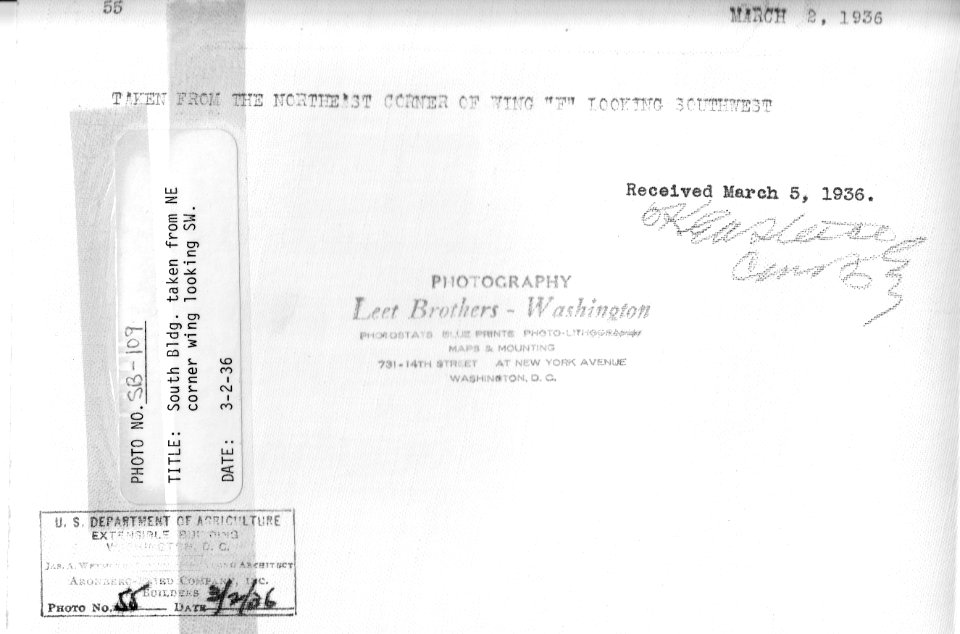 55
MARCH 2, 1936
TAKEN FROM THE NORTHEAST CORNER OF WING "F" LOOKING SOUTHWEST
Received March 5, 1936.
PHOTOGRAPHY
Leet Brothers - Washington
PHOTOSTATS BLUE PRINTS PHOTO-LITHOGRAPHY
MAPS & MOUNTING
731-14TH STREET AT NEW YORK AVENUE
WASHINGTON, D. C.
PHOTO NO. SB-109
TITLE: South Bldg. taken from NE
corner wing looking SW.
DATE: 3-2-36
U. S. DEPARTMENT OF AGRICULTURE
EXTENSIBLE BUILDING
WASHINGTON, D. C.
JAS. A. ARCHITECT
COMPANY, INC.
BUILDERS
PHOTO NO. 55 DATE 3/2/36